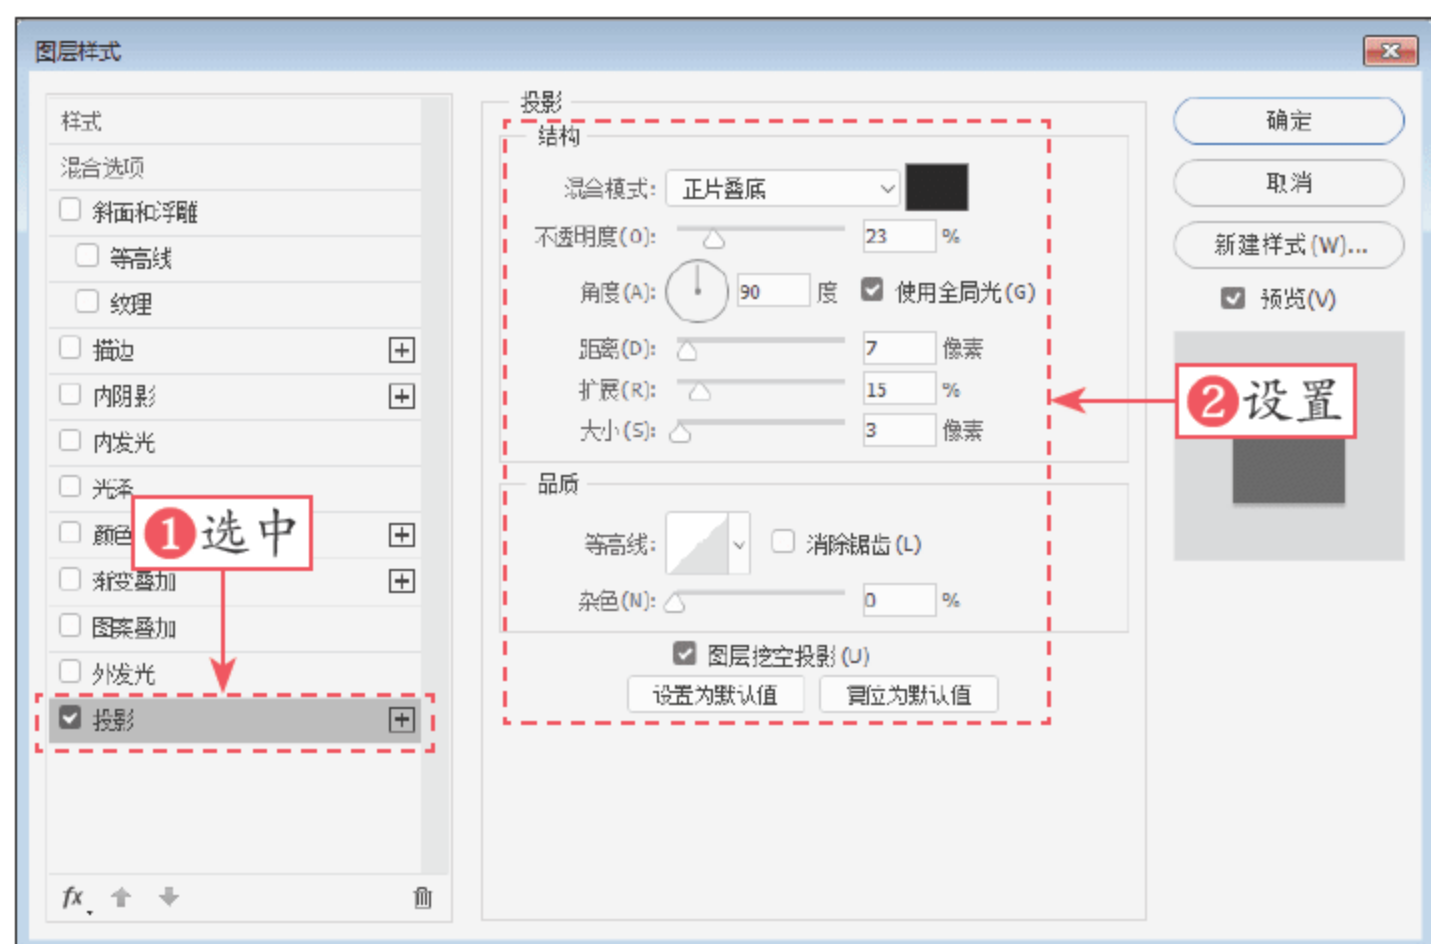 图层样式
样式
混合选项
斜面和浮雕
等高线
纹理
描边
内阴影
内发光
光泽
颜色
渐变叠加
图案叠加
外发光
投影
fx
❶选中
投影
结构
混合模式: 正片叠底
不透明度(O): 23 %
角度(A): 90 度 使用全局光(G)
距离(D): 7 像素
扩展(R): 15 %
大小(S): 3 像素
品质
等高线: 消除锯齿(L)
杂色(N): 0 %
图层挖空投影(U)
设置为默认值 复位为默认值
确定
取消
新建样式(W)...
预览(V)
❷设置